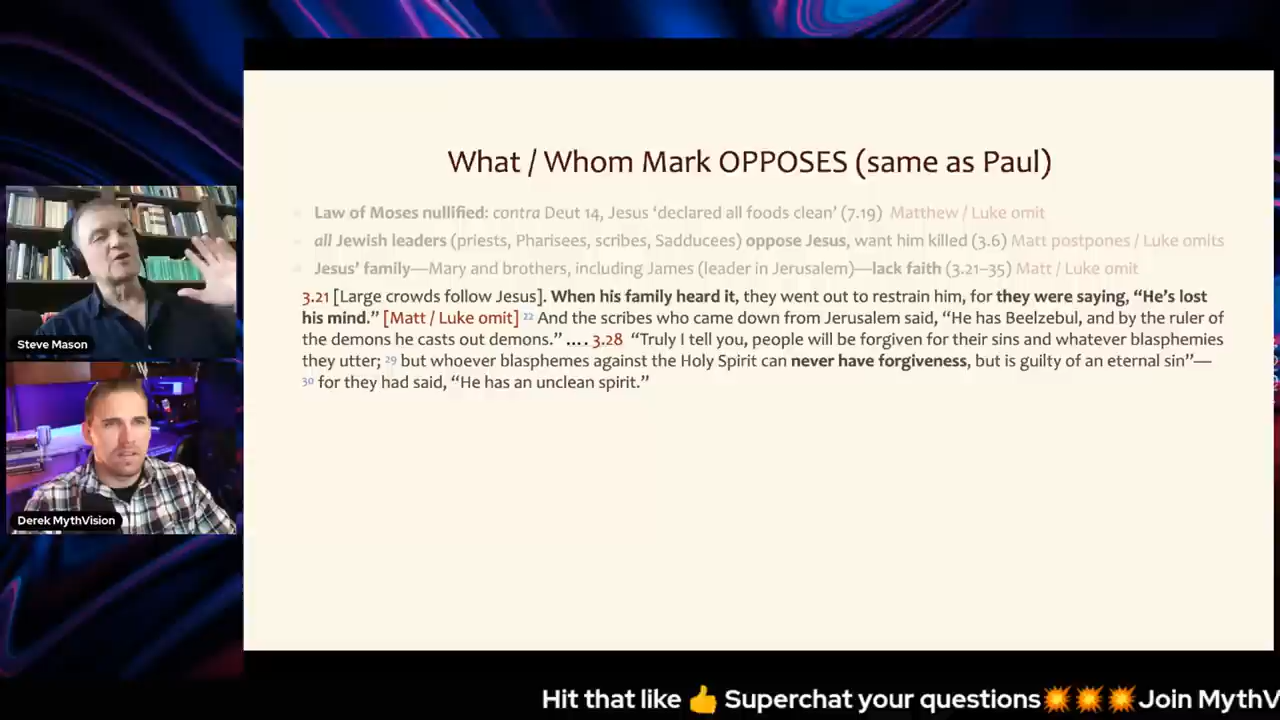 What / Whom Mark OPPOSES (same as Paul)
Law of Moses nullified: contra Deut 14, Jesus ‘declared all foods clean’ (7.19) Matthew / Luke omit
all Jewish leaders (priests, Pharisees, scribes, Sadducees) oppose Jesus, want him killed (3.6) Matt postpones / Luke omits
Jesus’ family—Mary and brothers, including James (leader in Jerusalem)—lack faith (3.21–35) Matt / Luke omit
3.21 [Large crowds follow Jesus]. When his family heard it, they went out to restrain him, for they were saying, “He’s lost
his mind.” [Matt / Luke omit] 22 And the scribes who came down from Jerusalem said, “He has Beelzebul, and by the ruler of
the demons he casts out demons.” …. 3.28 “Truly I tell you, people will be forgiven for their sins and whatever blasphemies
they utter; 29 but whoever blasphemes against the Holy Spirit can never have forgiveness, but is guilty of an eternal sin”—
30 for they had said, “He has an unclean spirit.”
Steve Mason
Derek MythVision
Hit that like 👍 Superchat your questions💥💥💥Join MythV